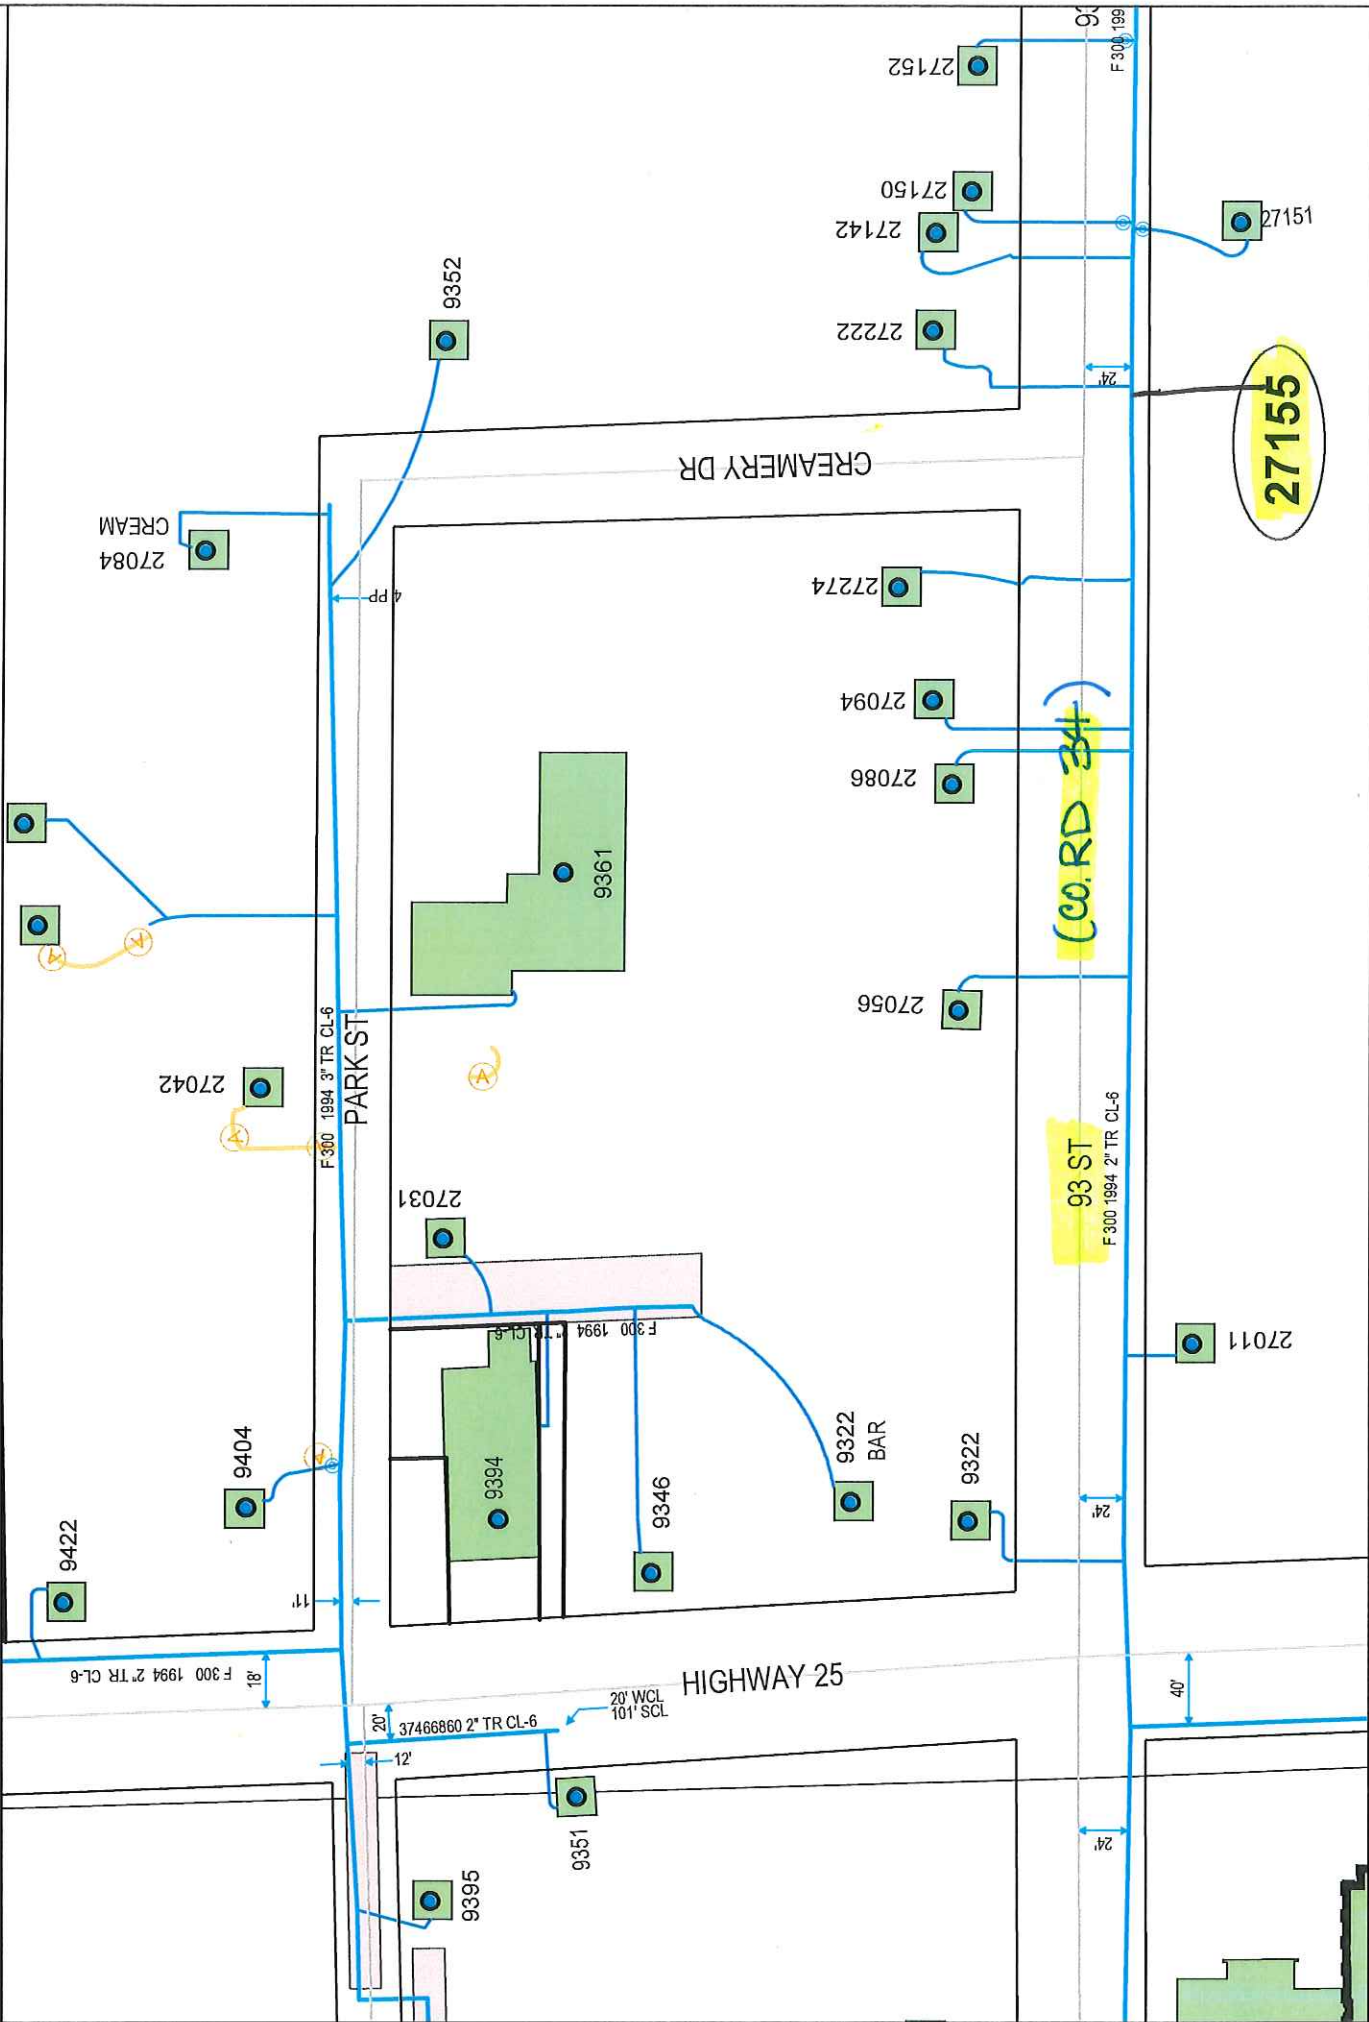 93
F 300 199
27152
27150
27142
27151
27222
24'
27155
9352
CREAMERY DR
CREAM
27084
4 PP
27274
27094
27086
(CO. RD 34)
9361
27056
F 300 1994 3" TR CL-6
PARK ST
27042
A
A
A
A
93 ST
F 300 1994 2" TR CL-6
27031
F 300 1994 2" TR CL-6
27011
9404
A
9394
9322
BAR
9322
9346
24'
9422
11'
F 300 1994 2" TR CL-6
18'
HIGHWAY 25
20' WCL
101' SCL
20'
37466860 2" TR CL-6
12'
40'
9351
24'
9395